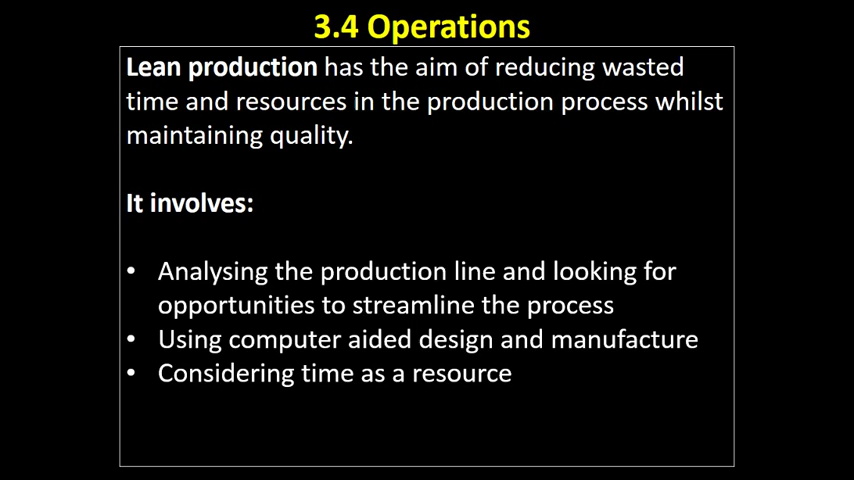 3.4 Operations
Lean production has the aim of reducing wasted
time and resources in the production process whilst
maintaining quality.
It involves:
• Analysing the production line and looking for
opportunities to streamline the process
• Using computer aided design and manufacture
• Considering time as a resource